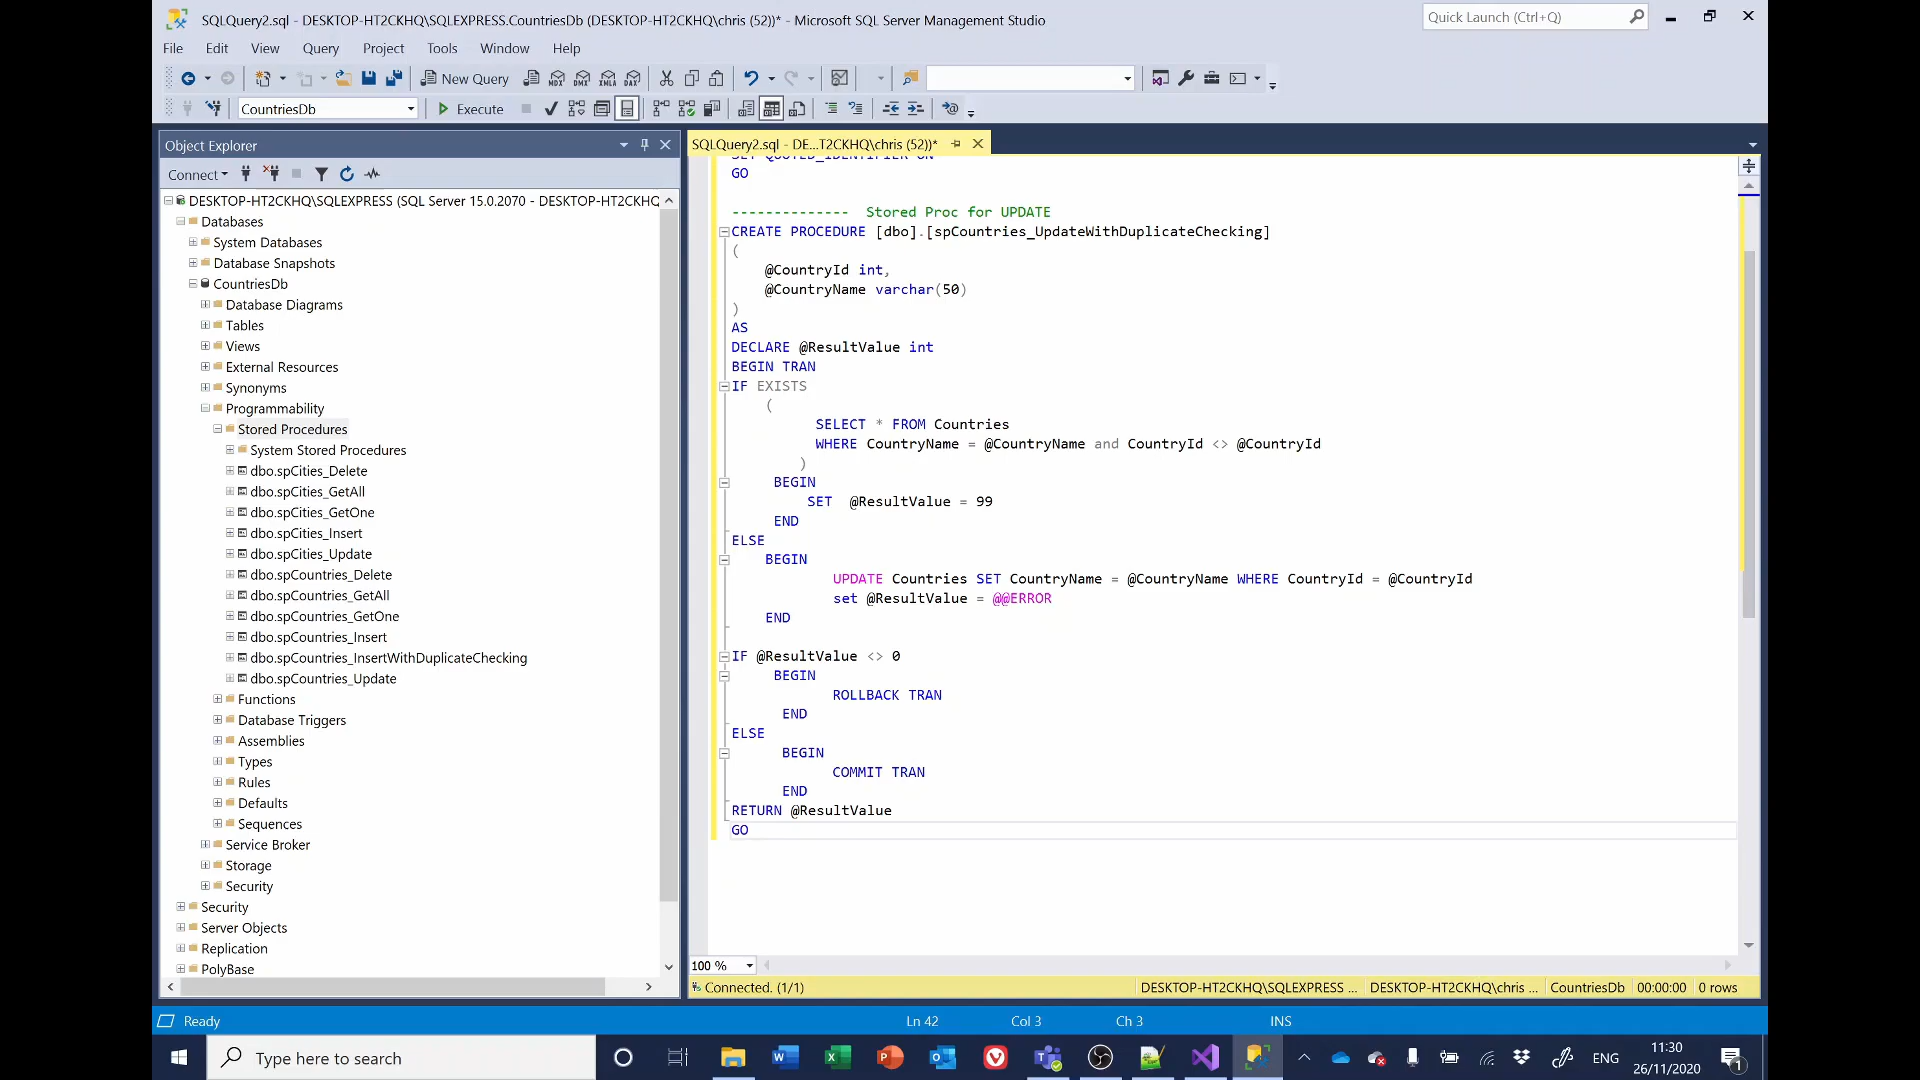 SQLQuery2.sql - DESKTOP-HT2CKHQ\SQLEXPRESS.CountriesDb (DESKTOP-HT2CKHQ\chris (52))* - Microsoft SQL Server Management Studio
Quick Launch (Ctrl+Q)
File Edit View Query Project Tools Window Help
New Query
MDX DMX XMLA DAX
CountriesDb
Execute
Object Explorer
SQLQuery2.sql - DE...T2CKHQ\chris (52))*
Connect
DESKTOP-HT2CKHQ\SQLEXPRESS (SQL Server 15.0.2070 - DESKTOP-HT2CKHQ
Databases
System Databases
Database Snapshots
CountriesDb
Database Diagrams
Tables
Views
External Resources
Synonyms
Programmability
Stored Procedures
System Stored Procedures
dbo.spCities_Delete
dbo.spCities_GetAll
dbo.spCities_GetOne
dbo.spCities_Insert
dbo.spCities_Update
dbo.spCountries_Delete
dbo.spCountries_GetAll
dbo.spCountries_GetOne
dbo.spCountries_Insert
dbo.spCountries_InsertWithDuplicateChecking
dbo.spCountries_Update
Functions
Database Triggers
Assemblies
Types
Rules
Defaults
Sequences
Service Broker
Storage
Security
Security
Server Objects
Replication
PolyBase
SET QUOTED_IDENTIFIER ON
GO
-------------- Stored Proc for UPDATE
CREATE PROCEDURE [dbo].[spCountries_UpdateWithDuplicateChecking]
(
@CountryId int,
@CountryName varchar(50)
)
AS
DECLARE @ResultValue int
BEGIN TRAN
IF EXISTS
(
SELECT * FROM Countries
WHERE CountryName = @CountryName and CountryId <> @CountryId
)
BEGIN
SET @ResultValue = 99
END
ELSE
BEGIN
UPDATE Countries SET CountryName = @CountryName WHERE CountryId = @CountryId
set @ResultValue = @@ERROR
END
IF @ResultValue <> 0
BEGIN
ROLLBACK TRAN
END
ELSE
BEGIN
COMMIT TRAN
END
RETURN @ResultValue
GO
100 %
Connected. (1/1)
DESKTOP-HT2CKHQ\SQLEXPRESS ... DESKTOP-HT2CKHQ\chris ... CountriesDb 00:00:00 0 rows
Ready
Ln 42 Col 3 Ch 3 INS
Type here to search
ENG
11:30
26/11/2020
1